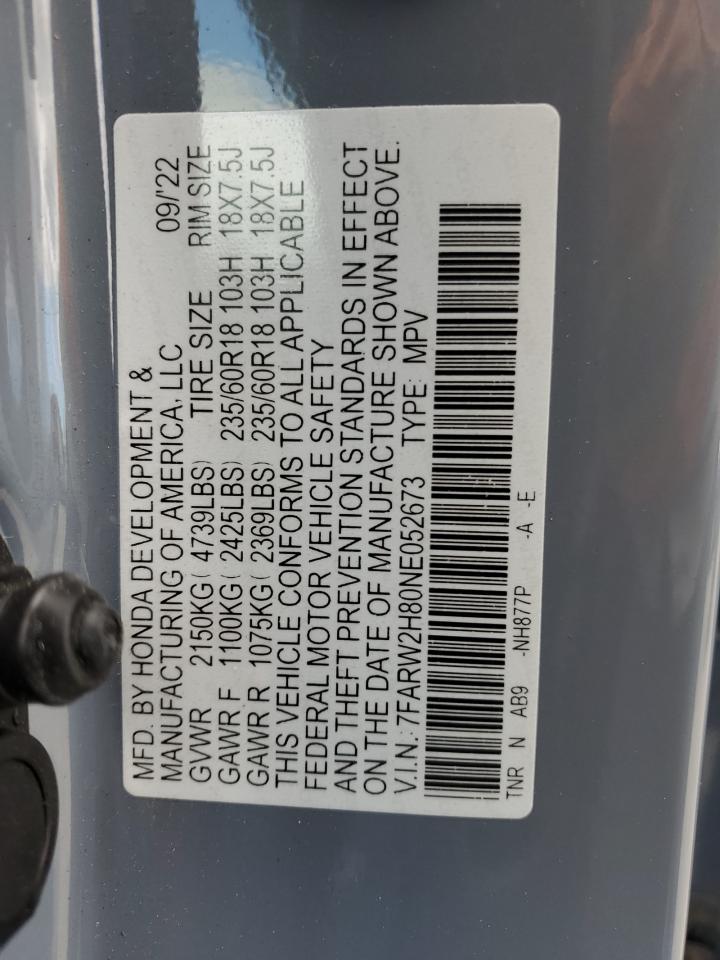 MFD. BY HONDA DEVELOPMENT &
MANUFACTURING OF AMERICA, LLC 09/'22
GVWR 2150KG( 4739LBS) TIRE SIZE RIM SIZE
GAWR F 1100KG( 2425LBS) 235/60R18 103H 18X7.5J
GAWR R 1075KG( 2369LBS) 235/60R18 103H 18X7.5J
THIS VEHICLE CONFORMS TO ALL APPLICABLE
FEDERAL MOTOR VEHICLE SAFETY
AND THEFT PREVENTION STANDARDS IN EFFECT
ON THE DATE OF MANUFACTURE SHOWN ABOVE.
V.I.N.: 7FARW2H80NE052673 TYPE: MPV
TNR N AB9 -NH877P -A -E